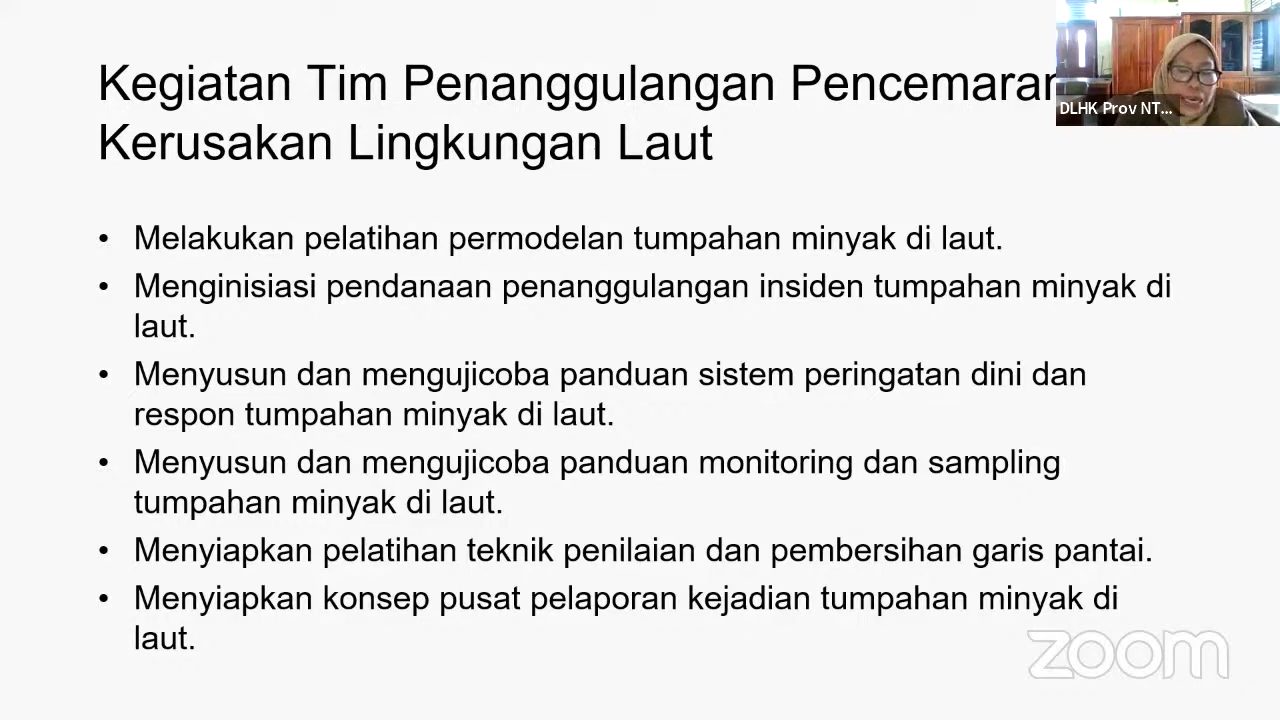 Kegiatan Tim Penanggulangan Pencemaran
Kerusakan Lingkungan Laut
DLHK Prov NT...
• Melakukan pelatihan permodelan tumpahan minyak di laut.
• Menginisiasi pendanaan penanggulangan insiden tumpahan minyak di
laut.
• Menyusun dan mengujicoba panduan sistem peringatan dini dan
respon tumpahan minyak di laut.
• Menyusun dan mengujicoba panduan monitoring dan sampling
tumpahan minyak di laut.
• Menyiapkan pelatihan teknik penilaian dan pembersihan garis pantai.
• Menyiapkan konsep pusat pelaporan kejadian tumpahan minyak di
laut.
zoom